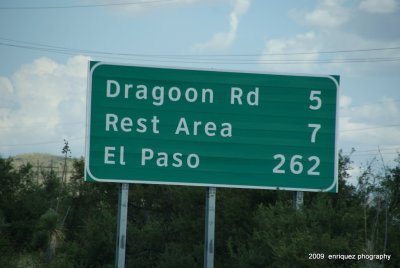 Dragoon Rd 5
Rest Area 7
El Paso 262
2009 enriquez phography